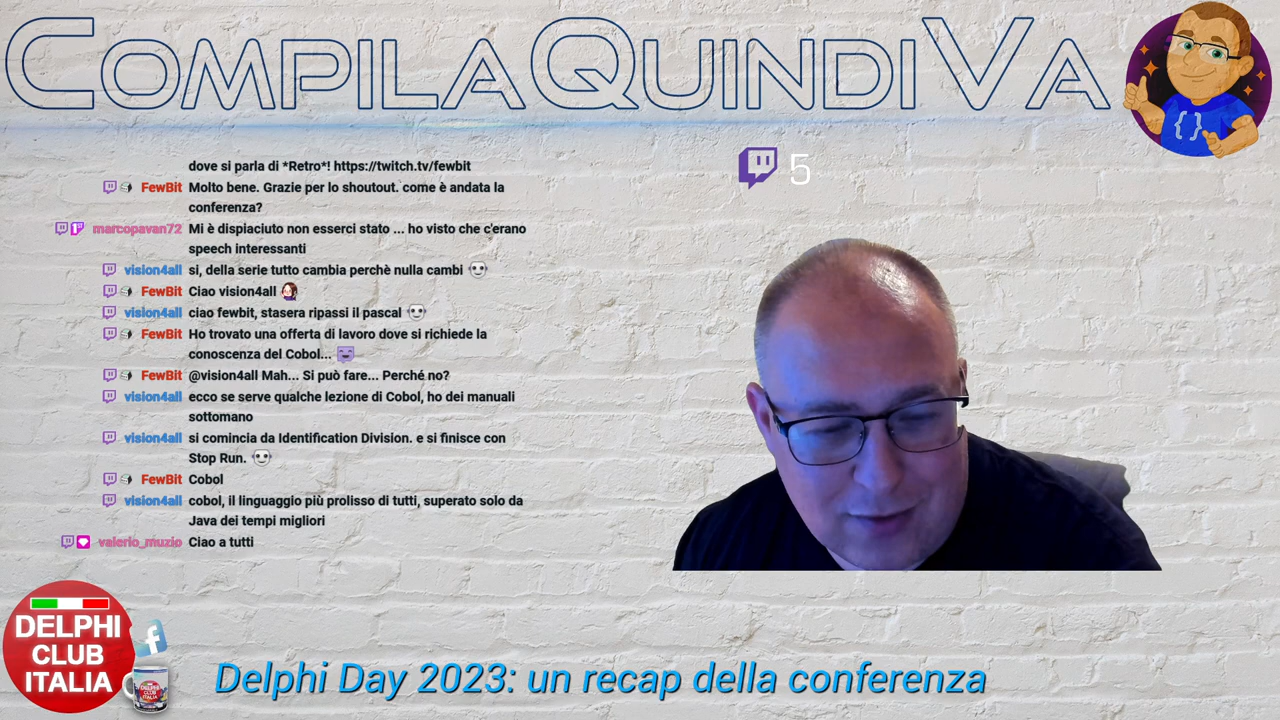 CompilaQuindiVa
{ }
5
dove si parla di *Retro*! https://twitch.tv/fewbit
FewBit Molto bene. Grazie per lo shoutout. come è andata la
conferenza?
marcopavan72 Mi è dispiaciuto non esserci stato ... ho visto che c'erano
speech interessanti
vision4all si, della serie tutto cambia perchè nulla cambi
FewBit Ciao vision4all
vision4all ciao fewbit, stasera ripassi il pascal
FewBit Ho trovato una offerta di lavoro dove si richiede la
conoscenza del Cobol...
FewBit @vision4all Mah... Si può fare... Perché no?
vision4all ecco se serve qualche lezione di Cobol, ho dei manuali
sottomano
vision4all si comincia da Identification Division. e si finisce con
Stop Run.
FewBit Cobol
vision4all cobol, il linguaggio più prolisso di tutti, superato solo da
Java dei tempi migliori
valerio_muzio Ciao a tutti
DELPHI
CLUB
ITALIA
f
DELPHI
CLUB
ITALIA
Delphi Day 2023: un recap della conferenza